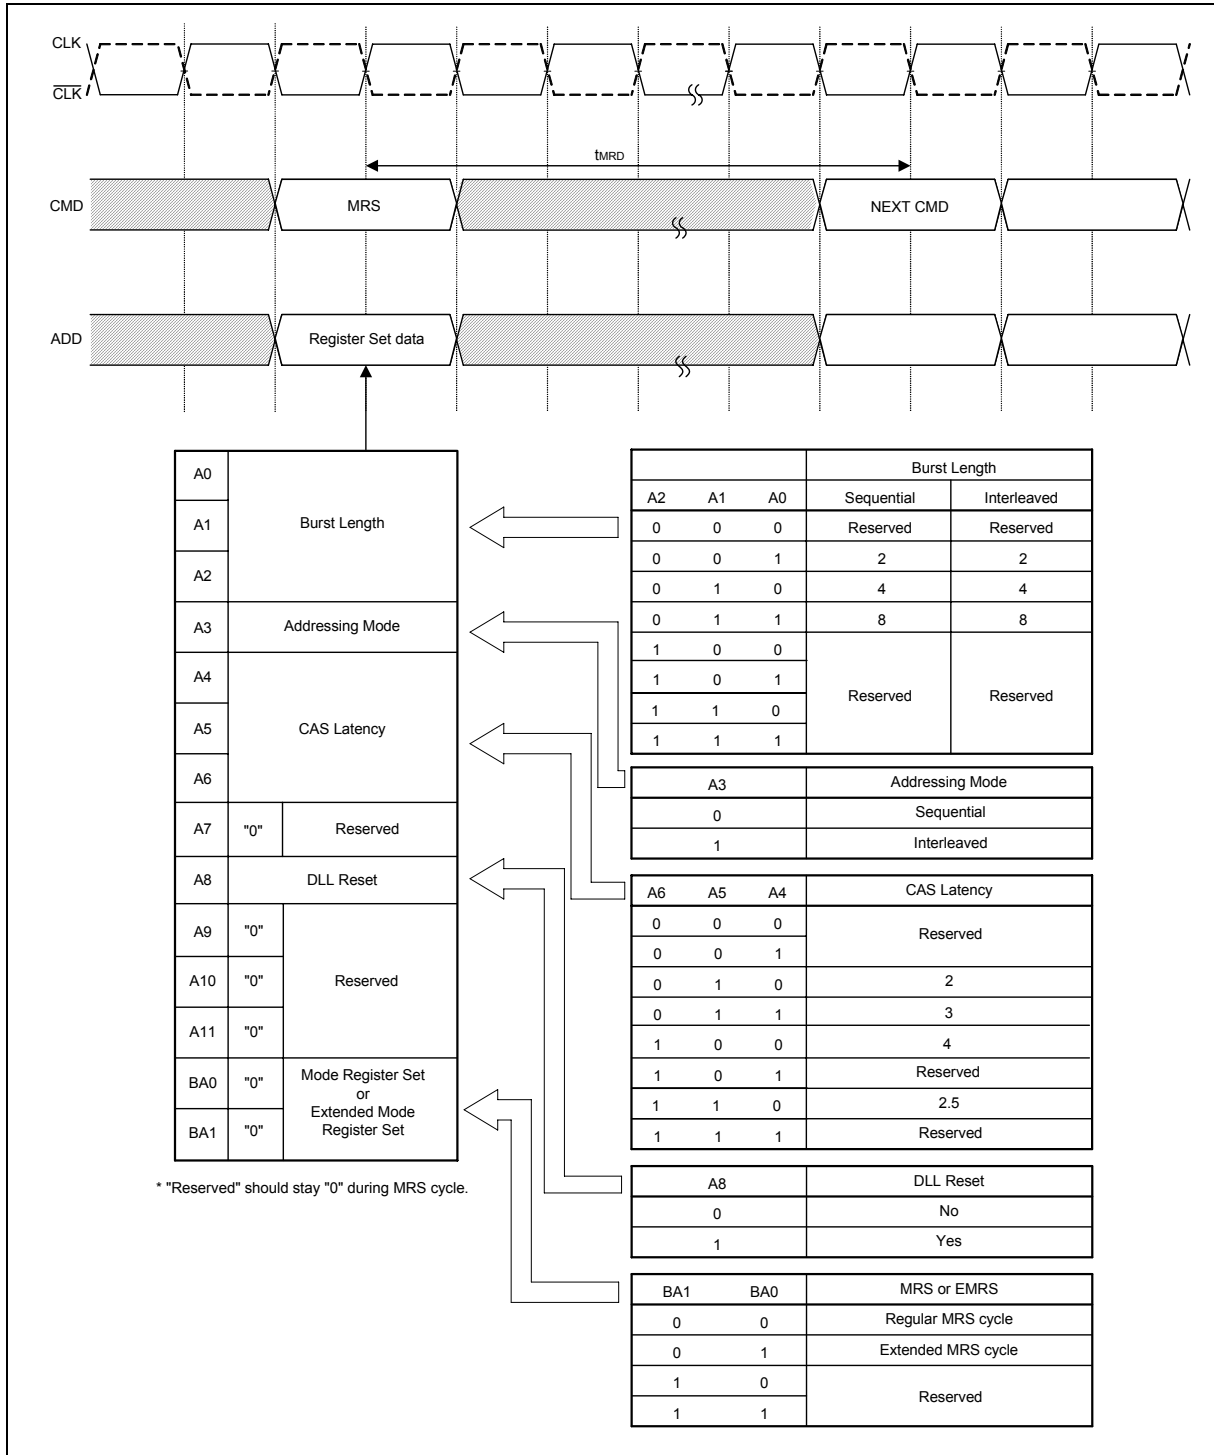 CLK
CLK
tMRD
CMD
MRS
NEXT CMD
ADD
Register Set data
A0
A1
A2
Burst Length
A3
Addressing Mode
A4
A5
A6
CAS Latency
A7 "0" Reserved
A8 DLL Reset
A9 "0"
A10 "0"
A11 "0"
Reserved
BA0 "0"
BA1 "0"
Mode Register Set
or
Extended Mode
Register Set
* "Reserved" should stay "0" during MRS cycle.
Burst Length
A2 A1 A0 Sequential Interleaved
0 0 0 Reserved Reserved
0 0 1 2 2
0 1 0 4 4
0 1 1 8 8
1 0 0
1 0 1
Reserved Reserved
1 1 0
1 1 1
A3 Addressing Mode
0 Sequential
1 Interleaved
A6 A5 A4 CAS Latency
0 0 0
Reserved
0 0 1
0 1 0 2
0 1 1 3
1 0 0 4
1 0 1 Reserved
1 1 0 2.5
1 1 1 Reserved
A8 DLL Reset
0 No
1 Yes
BA1 BA0 MRS or EMRS
0 0 Regular MRS cycle
0 1 Extended MRS cycle
1 0
Reserved
1 1